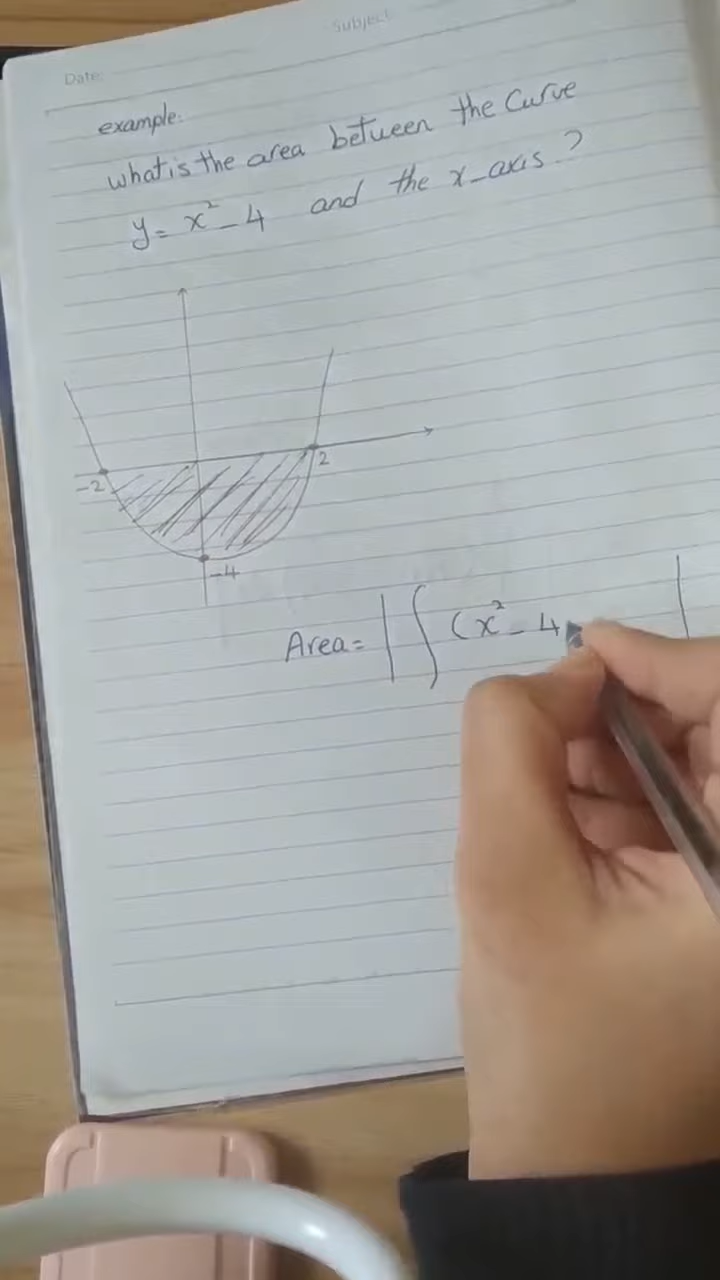 Subject:
Date:
example:
what is the area between the curve
y = x² - 4 and the x-axis ?
2
-2
-4
Area = | ∫ (x² - 4 |